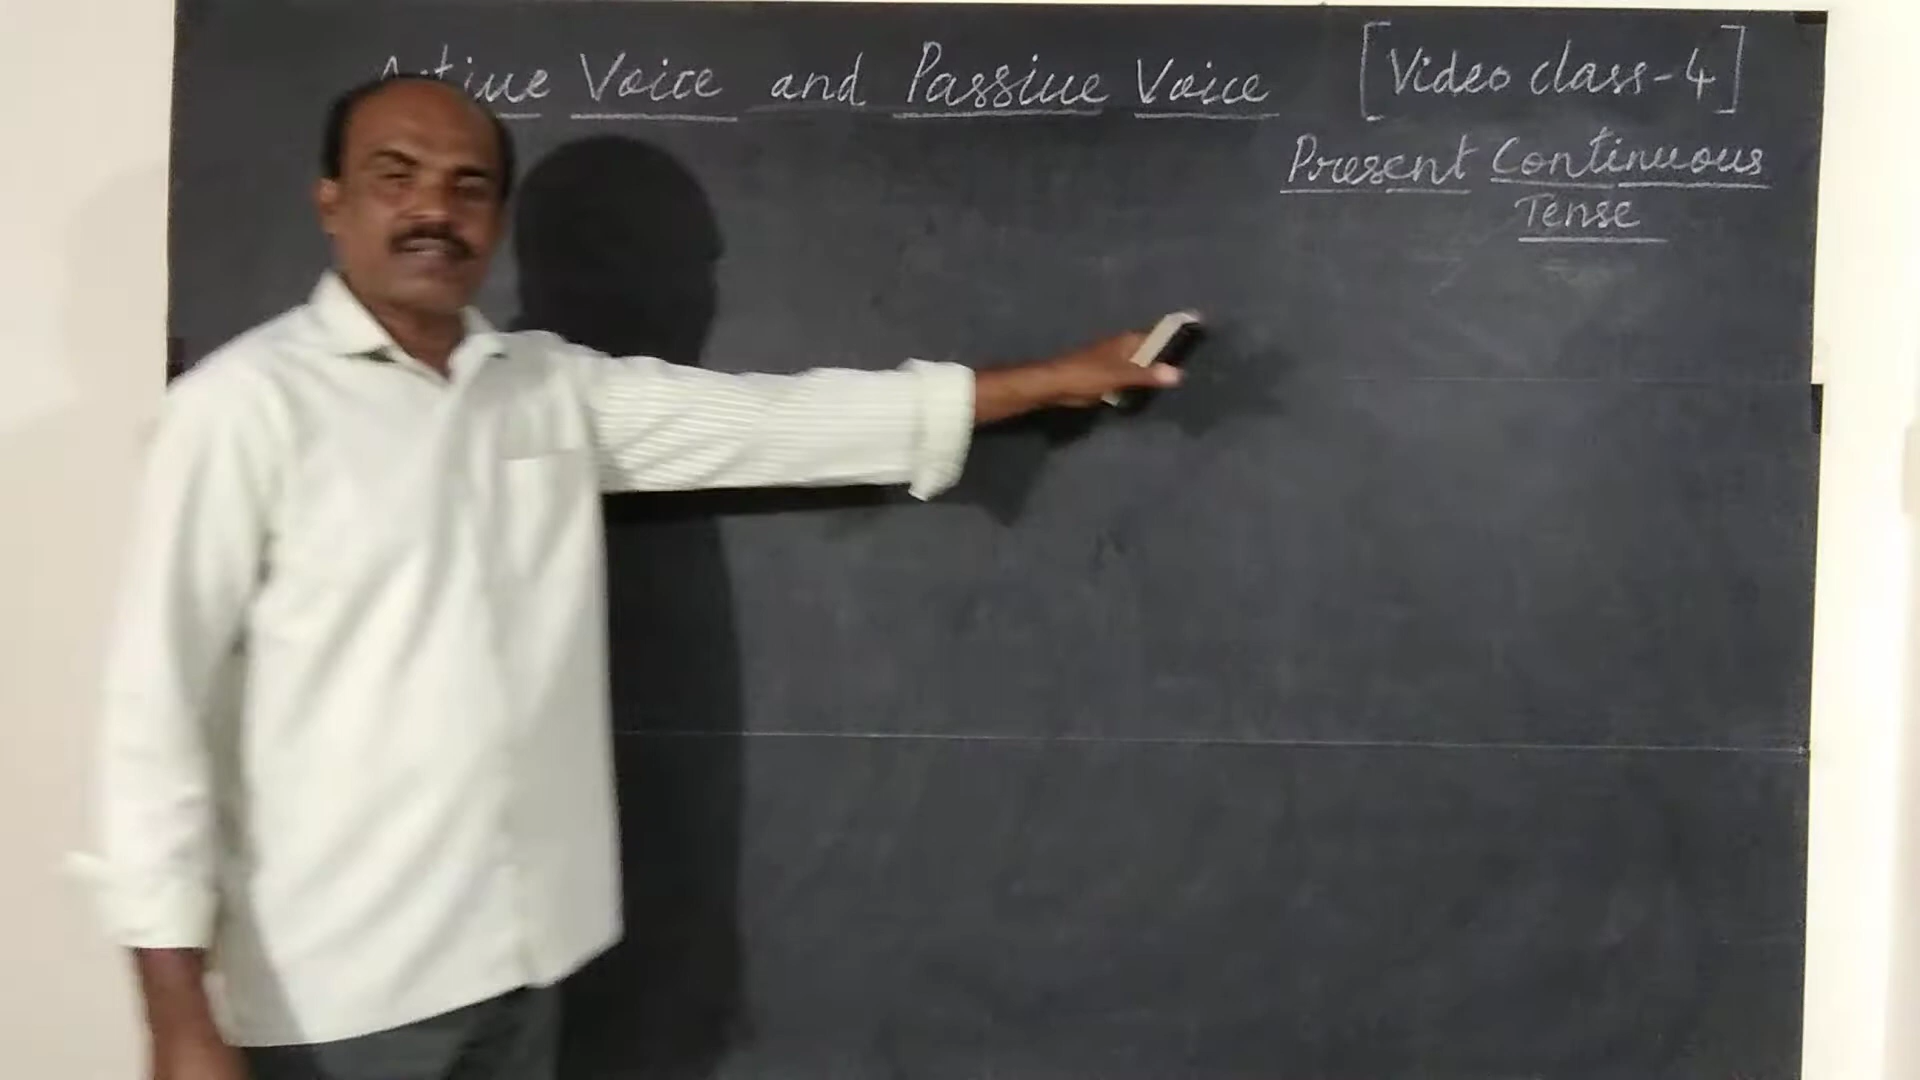 Active Voice and Passive Voice [Video class-4]
Present Continuous
Tense